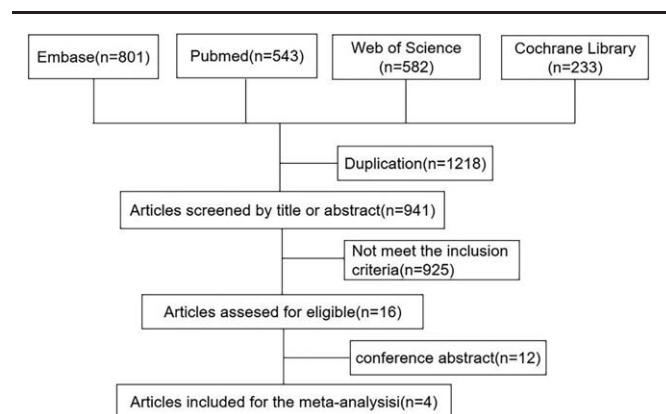 Embase(n=801)
Pubmed(n=543)
Web of Science
(n=582)
Cochrane Library
(n=233)
Duplication(n=1218)
Articles screened by title or abstract(n=941)
Not meet the inclusion
criteria(n=925)
Articles assesed for eligible(n=16)
conference abstract(n=12)
Articles included for the meta-analysisi(n=4)